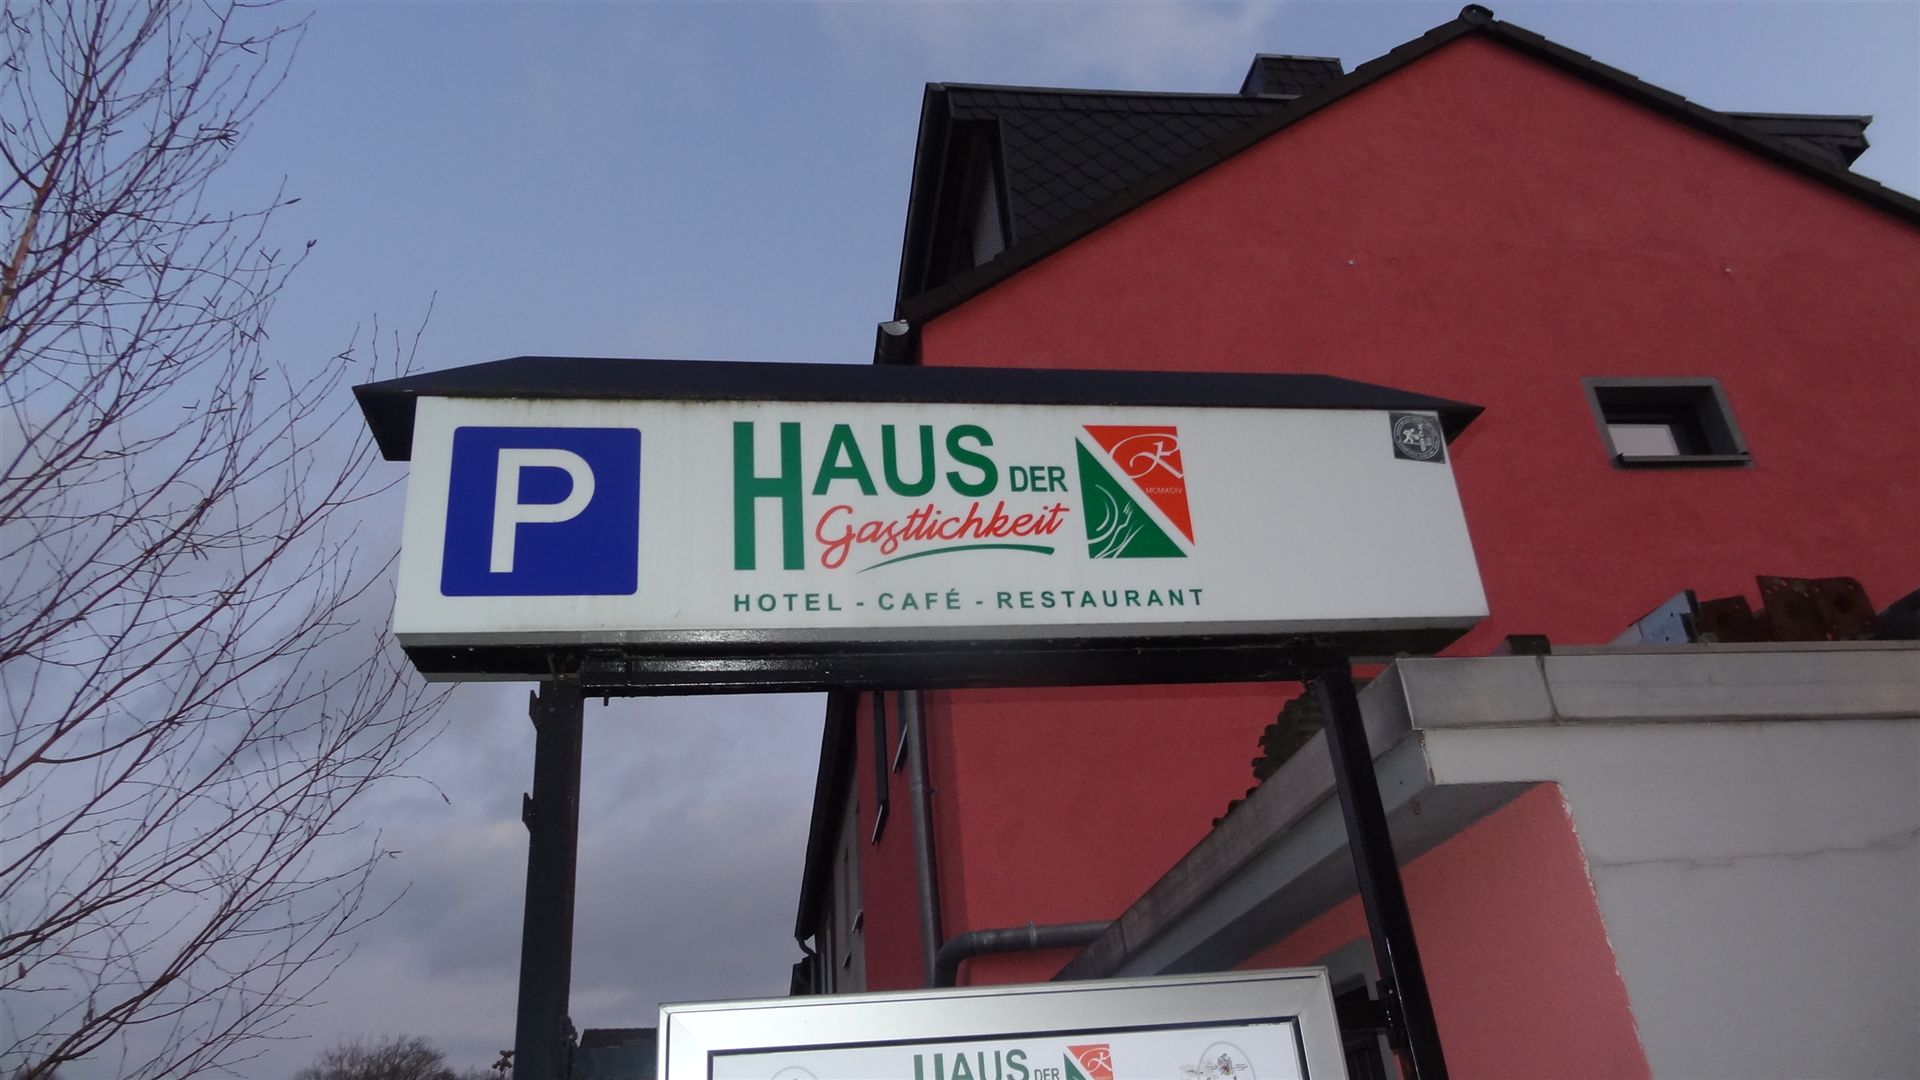 P
HAUS DER
Gastlichkeit
R
MCMXCIV
HOTEL - CAFÉ - RESTAURANT
HAUS DER
R